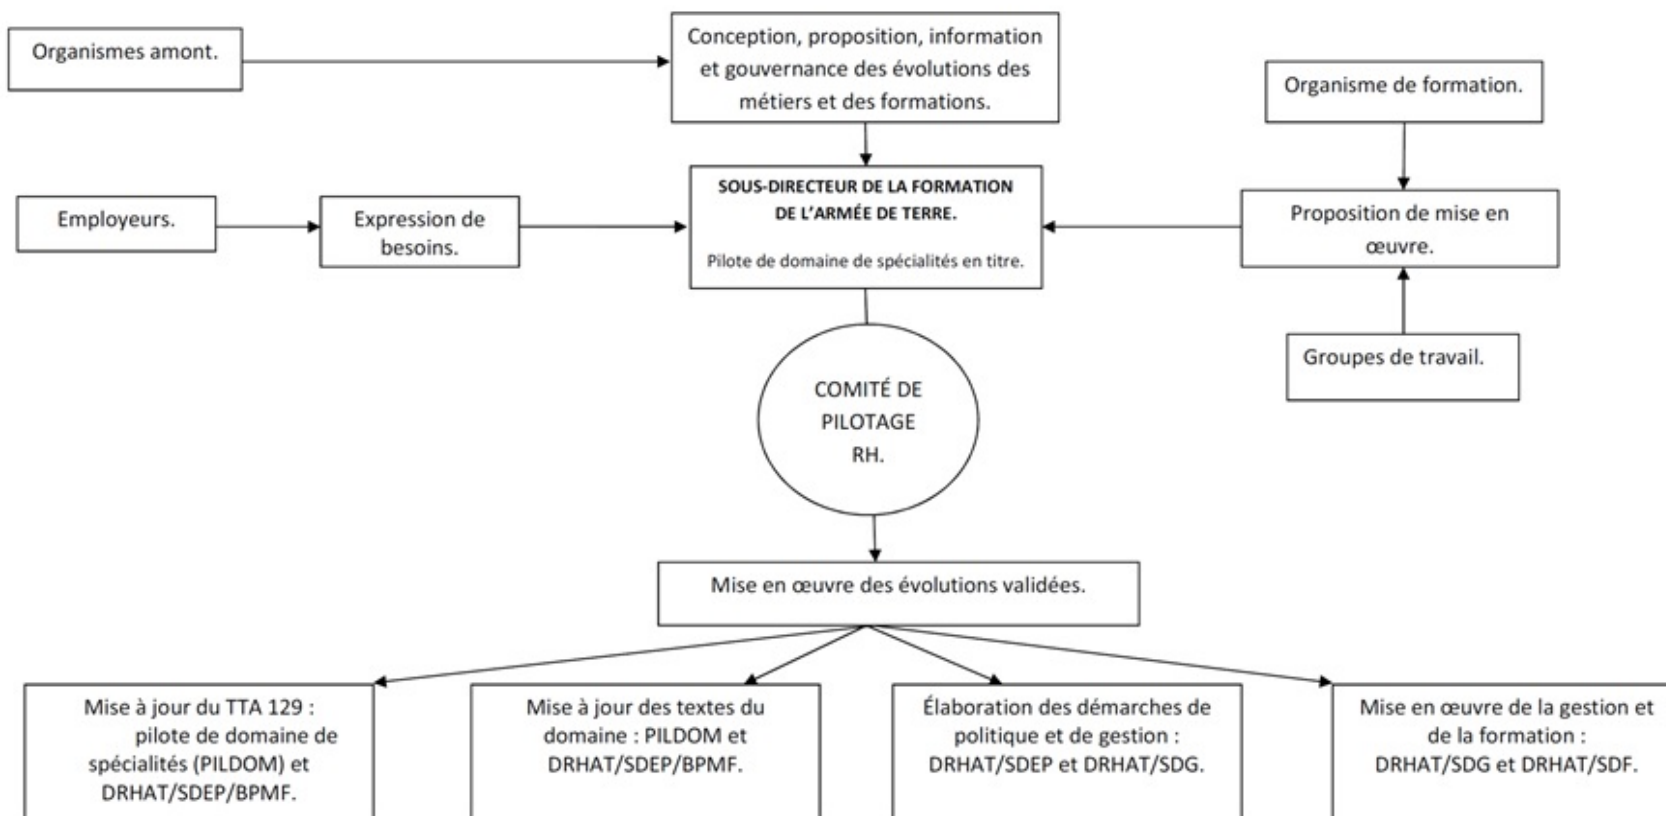 Organismes amont.
Conception, proposition, information
et gouvernance des évolutions des
métiers et des formations.
Organisme de formation.
Employeurs.
Expression de
besoins.
SOUS-DIRECTEUR DE LA FORMATION
DE L'ARMÉE DE TERRE.
Pilote de domaine de spécialités en titre.
Proposition de mise en
œuvre.
Groupes de travail.
COMITÉ DE
PILOTAGE
RH.
Mise en œuvre des évolutions validées.
Mise à jour du TTA 129 :
pilote de domaine de
spécialités (PILDOM) et
DRHAT/SDEP/BPMF.
Mise à jour des textes du
domaine : PILDOM et
DRHAT/SDEP/BPMF.
Élaboration des démarches de
politique et de gestion :
DRHAT/SDEP et DRHAT/SDG.
Mise en œuvre de la gestion et
de la formation :
DRHAT/SDG et DRHAT/SDF.